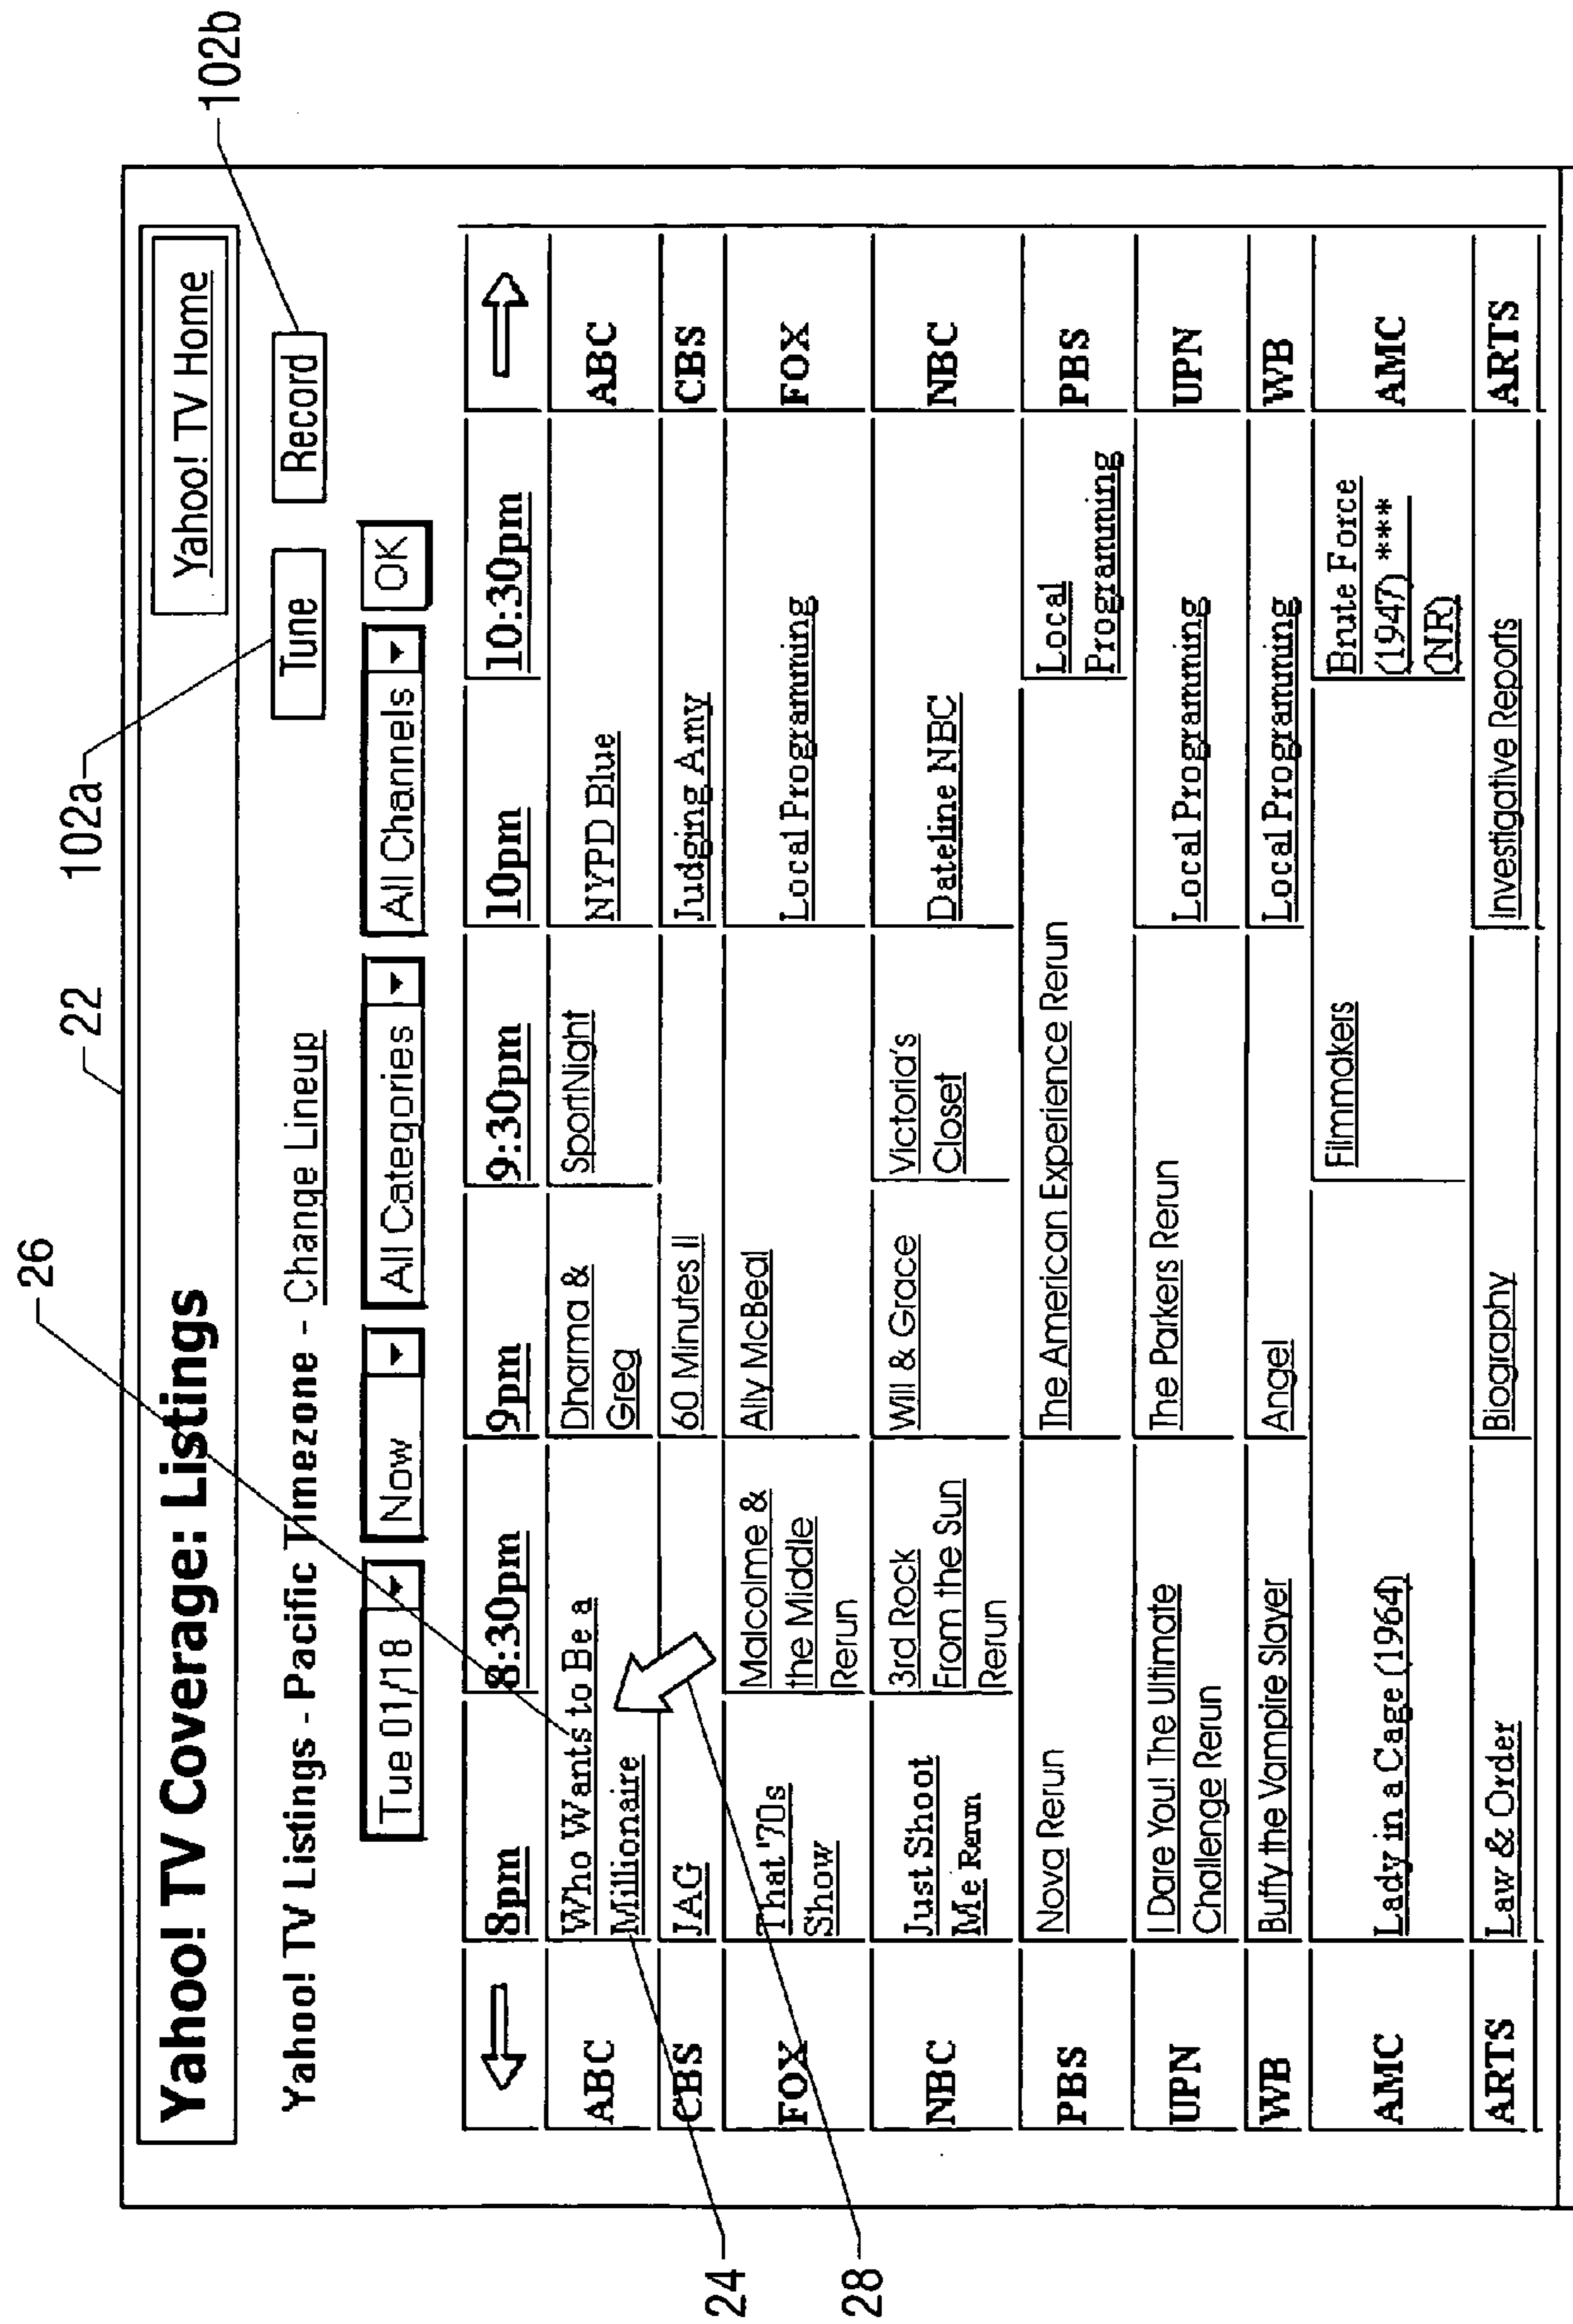 26
22
102a
102b
Yahoo! TV Coverage: Listings
Yahoo! TV Home
Yahoo! TV Listings - Pacific Timezone - Change Lineup
Tune
Record
Tue 01/18
Now
All Categories
All Channels
OK
8pm
8:30pm
9pm
9:30pm
10pm
10:30pm
ABC
Who Wants to Be a
Millionaire
Dharma &
Greg
SportNight
NYPD Blue
ABC
CBS
JAG
60 Minutes II
Judging Amy
CBS
FOX
That '70s
Show
Malcolme &
the Middle
Rerun
Ally McBeal
Local Programming
FOX
NBC
Just Shoot
Me Rerun
3rd Rock
From the Sun
Rerun
Will & Grace
Victoria's
Closet
Dateline NBC
NBC
PBS
Nova Rerun
The American Experience Rerun
Local
Programming
PBS
UPN
I Dare You! The Ultimate
Challenge Rerun
The Parkers Rerun
Local Programming
UPN
WB
Buffy the Vampire Slayer
Angel
Local Programming
WB
AMC
Lady in a Cage (1964)
Filmmakers
Brute Force
(1947) ***
(NR)
AMC
ARTS
Law & Order
Biography
Investigative Reports
ARTS
24
28